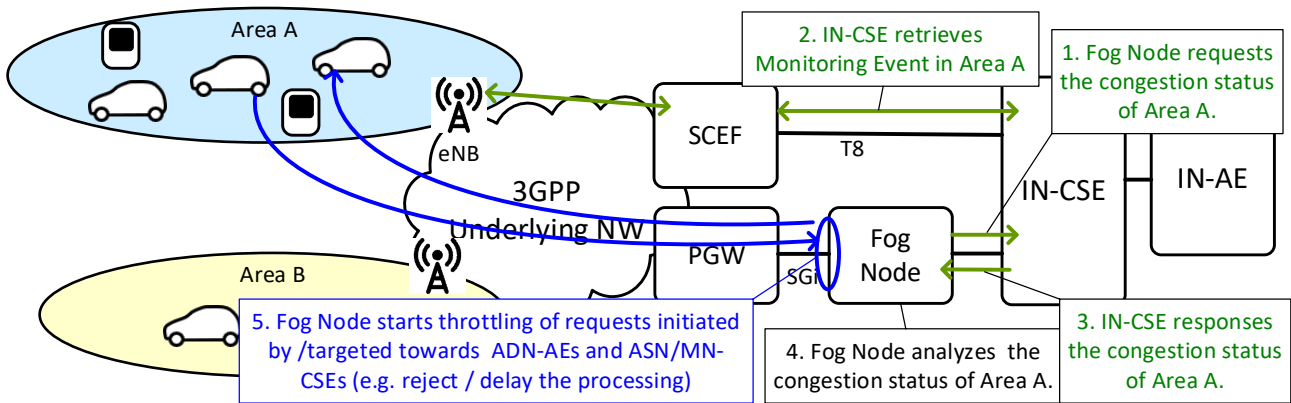 Area A
2. IN-CSE retrieves
Monitoring Event in Area A
1. Fog Node requests
the congestion status
of Area A.
eNB
SCEF
T8
3GPP
Underlying NW
IN-CSE
IN-AE
PGW
SGi
Fog
Node
Area B
5. Fog Node starts throttling of requests initiated
by /targeted towards ADN-AEs and ASN/MN-
CSEs (e.g. reject / delay the processing)
4. Fog Node analyzes the
congestion status of Area A.
3. IN-CSE responses
the congestion status
of Area A.